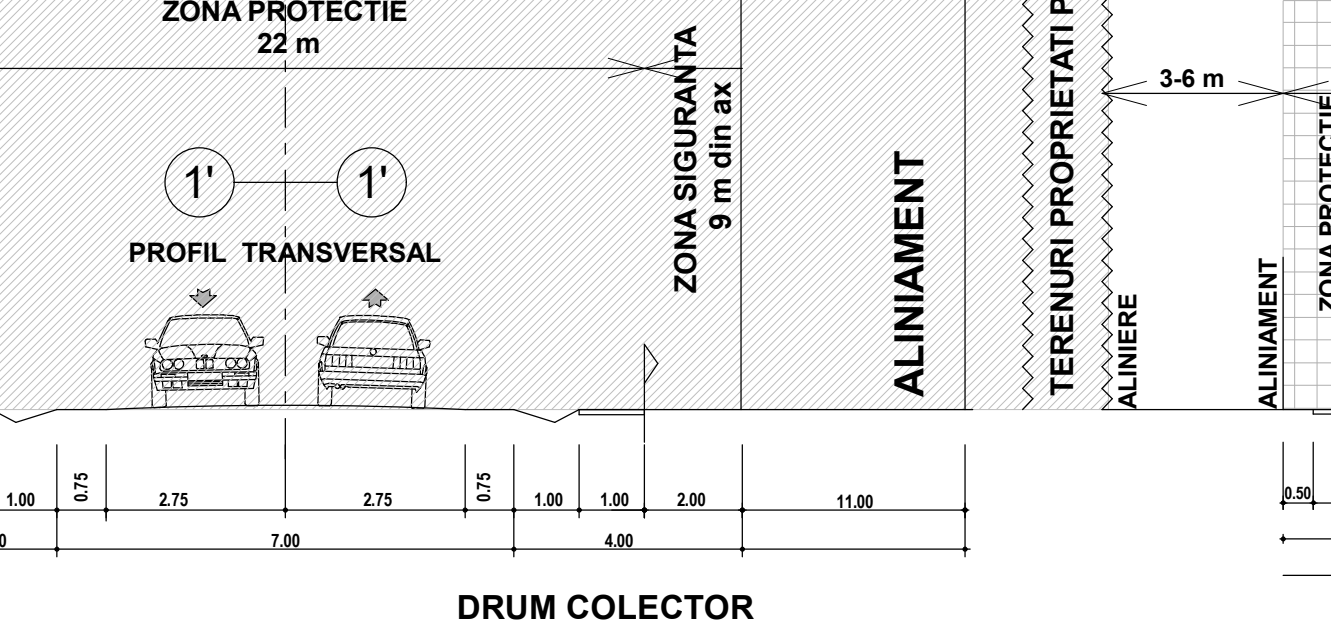 ZONA PROTECTIE
22 m
ZONA SIGURANTA
9 m din ax
3-6 m
1'
1'
PROFIL TRANSVERSAL
ALINIAMENT
TERENURI PROPRIETATI
ALINIERE
ALINIAMENT
ZONA PROTECTIE
1.00
0.75
2.75
2.75
0.75
1.00
1.00
2.00
11.00
0.50
7.00
4.00
DRUM COLECTOR